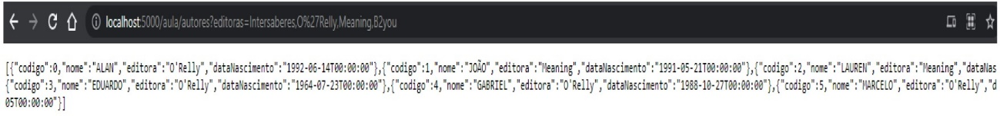 localhost:5000/aula/autores?editoras=Intersaberes,O%27Relly,Meaning,B2you
[{"codigo":0,"nome":"ALAN","editora":"O'Relly","dataNascimento":"1992-06-14T00:00:00"},{"codigo":1,"nome":"JOÃO","editora":"Meaning","dataNascimento":"1991-05-21T00:00:00"},{"codigo":2,"nome":"LAUREN","editora":"Meaning","dataNas
{"codigo":3,"nome":"EDUARDO","editora":"O'Relly","dataNascimento":"1964-07-23T00:00:00"},{"codigo":4,"nome":"GABRIEL","editora":"O'Relly","dataNascimento":"1988-10-27T00:00:00"},{"codigo":5,"nome":"MARCELO","editora":"O'Relly","d
05T00:00:00"}]